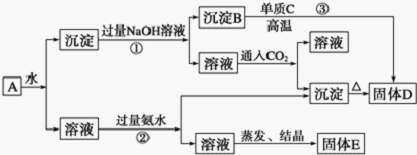 沉淀 过量NaOH溶液 ① 沉淀B 单质C 高温 ③
溶液 通入CO₂ 溶液
A 水 沉淀 △ 固体D
溶液 过量氨水 ② 溶液 蒸发、结晶 固体E